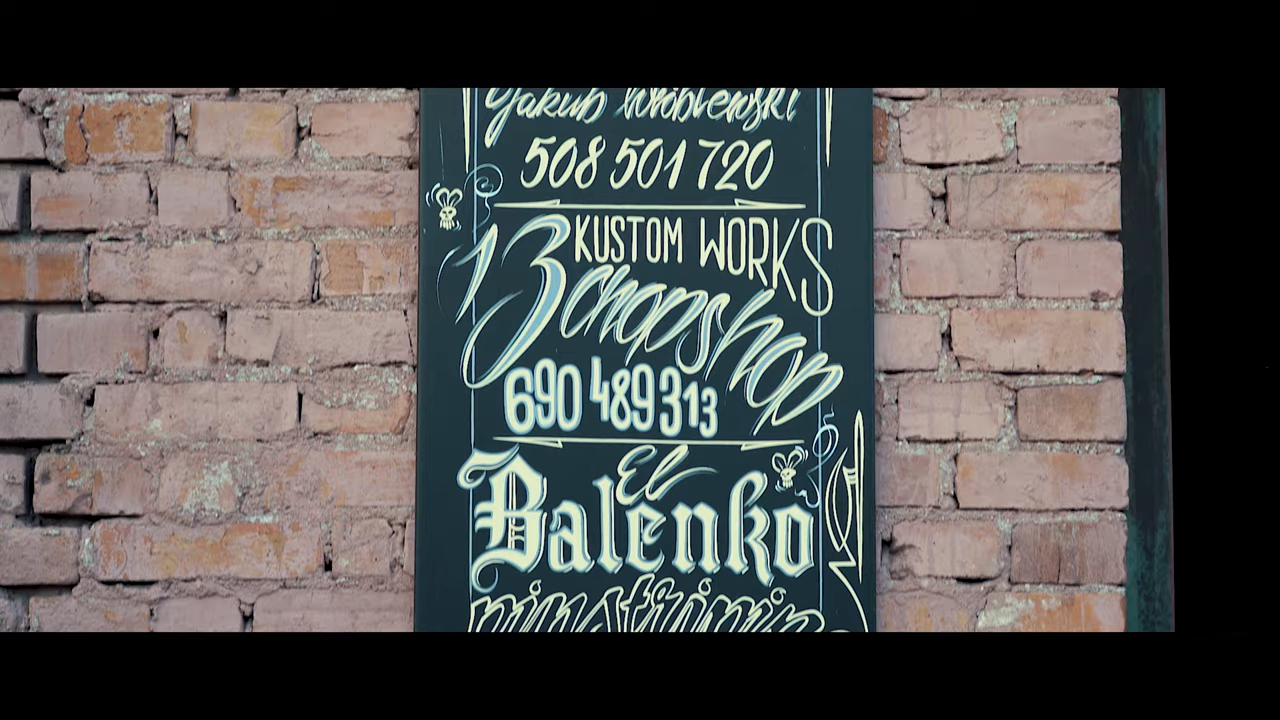 Jakub Wróblewski
508 501 720
13 KUSTOM WORKS
chopshop
690 489 313
El
Balenko